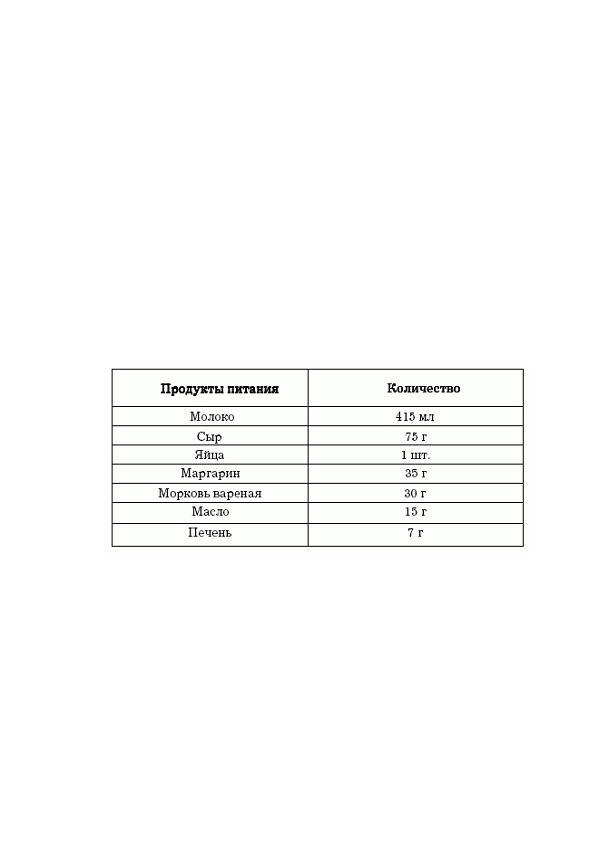 Продукты питания Количество
Молоко 415 мл
Сыр 75 г
Яйца 1 шт.
Маргарин 35 г
Морковь вареная 30 г
Масло 15 г
Печень 7 г